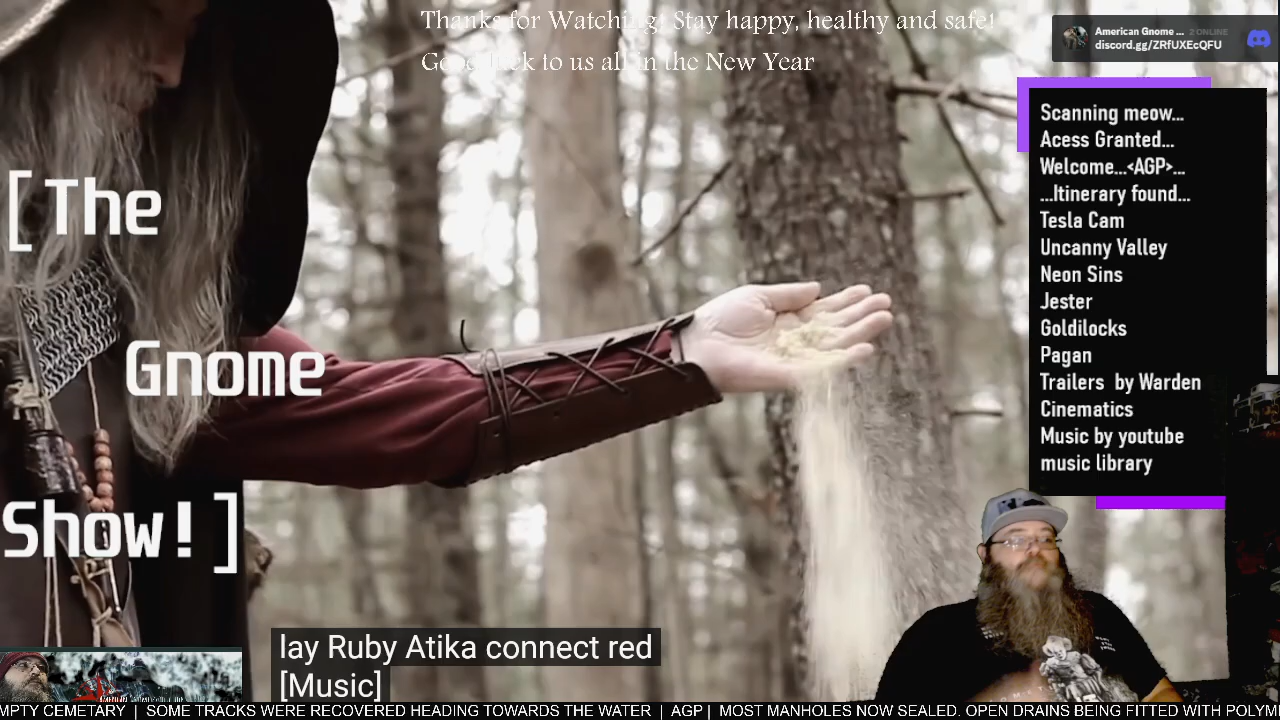 Thanks for Watching! Stay happy, healthy and safe!
Good luck to us all in the New Year
American Gnome ... 2 ONLINE
discord.gg/ZRfUXEcQFU
Scanning meow...
Acess Granted...
Welcome...<AGP>...
...Itinerary found...
Tesla Cam
Uncanny Valley
Neon Sins
Jester
Goldilocks
Pagan
Trailers by Warden
Cinematics
Music by youtube
music library
[The
Gnome
Show! ]
lay Ruby Atika connect red
[Music]
MPTY CEMETARY | SOME TRACKS WERE RECOVERED HEADING TOWARDS THE WATER | AGP | MOST MANHOLES NOW SEALED. OPEN DRAINS BEING FITTED WITH POLYM